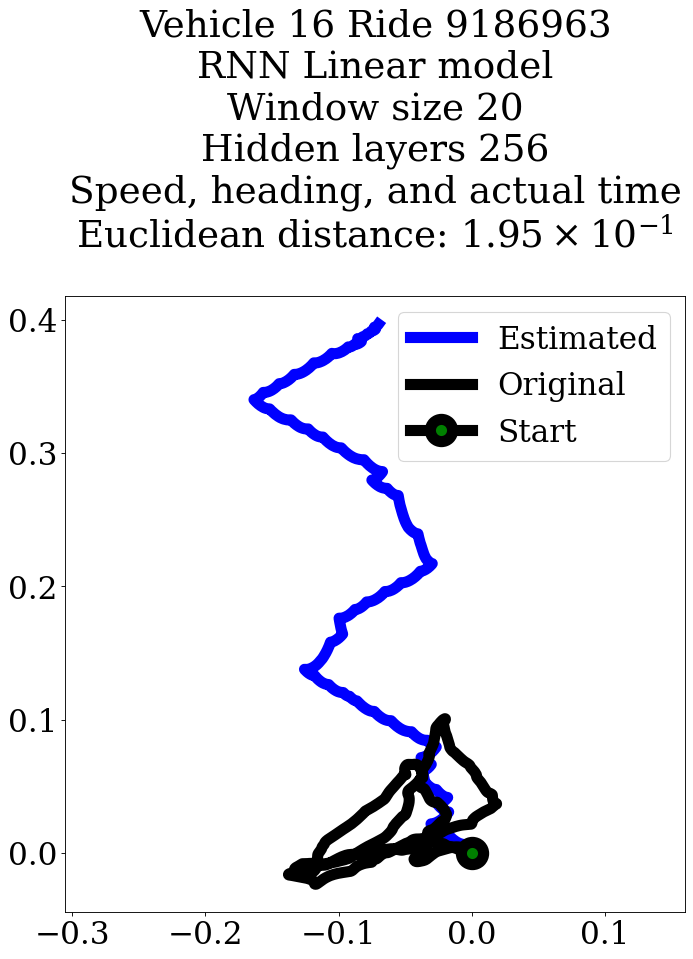 Vehicle 16 Ride 9186963
RNN Linear model
Window size 20
Hidden layers 256
Speed, heading, and actual time
Euclidean distance: 1.95 × 10⁻¹
Estimated
Original
Start
0.4
0.3
0.2
0.1
0.0
−0.3
−0.2
−0.1
0.0
0.1